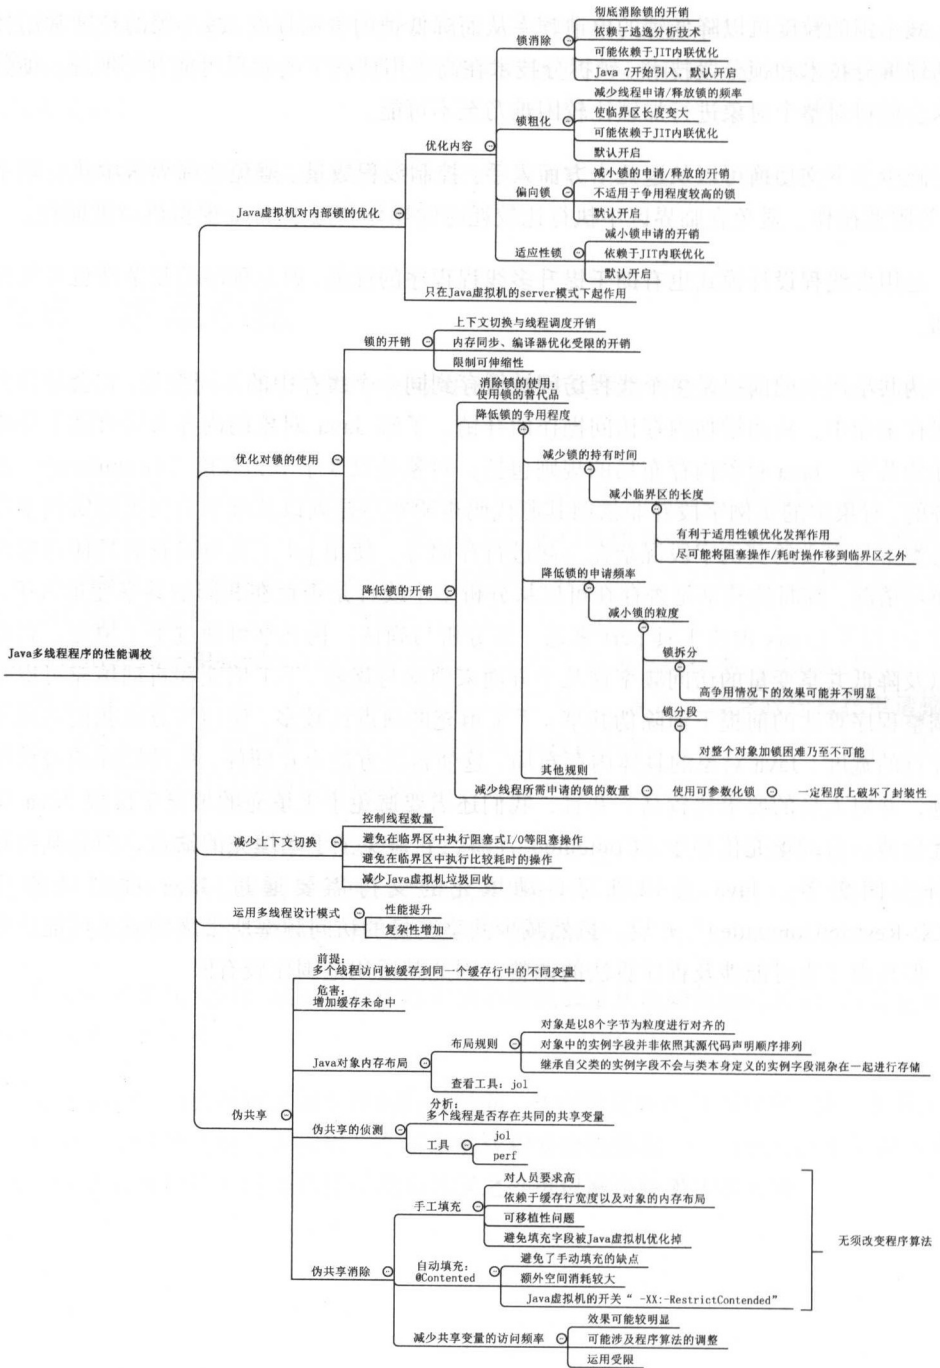 Java多线程程序的性能调校
Java虚拟机对内部锁的优化
优化内容
锁消除
彻底消除锁的开销
依赖于逃逸分析技术
可能依赖于JIT内联优化
Java 7开始引入，默认开启
锁粗化
减少线程申请/释放锁的频率
使临界区长度变大
可能依赖于JIT内联优化
默认开启
偏向锁
减小锁的申请/释放的开销
不适用于争用程度较高的锁
默认开启
适应性锁
减小锁申请的开销
依赖于JIT内联优化
默认开启
只在Java虚拟机的server模式下起作用
优化对锁的使用
锁的开销
上下文切换与线程调度开销
内存同步、编译器优化受限的开销
限制可伸缩性
降低锁的开销
消除锁的使用：
使用锁的替代品
降低锁的争用程度
减少锁的持有时间
减小临界区的长度
有利于适用性锁优化发挥作用
尽可能将阻塞操作/耗时操作移到临界区之外
降低锁的申请频率
减小锁的粒度
锁拆分
高争用情况下的效果可能并不明显
锁分段
对整个对象加锁困难乃至不可能
其他规则
减少线程所需申请的锁的数量
使用可参数化锁
一定程度上破坏了封装性
减少上下文切换
控制线程数量
避免在临界区中执行阻塞式I/O等阻塞操作
避免在临界区中执行比较耗时的操作
减少Java虚拟机垃圾回收
运用多线程设计模式
性能提升
复杂性增加
伪共享
前提：
多个线程访问被缓存到同一个缓存行中的不同变量
危害：
增加缓存未命中
Java对象内存布局
布局规则
对象是以8个字节为粒度进行对齐的
对象中的实例字段并非依照其源代码声明顺序排列
继承自父类的实例字段不会与类本身定义的实例字段混杂在一起进行存储
查看工具：jol
伪共享的侦测
分析：
多个线程是否存在共同的共享变量
工具
jol
perf
伪共享消除
手工填充
对人员要求高
依赖于缓存行宽度以及对象的内存布局
可移植性问题
避免填充字段被Java虚拟机优化掉
自动填充：
@Contented
避免了手动填充的缺点
额外空间消耗较大
Java虚拟机的开关“ -XX:-RestrictContended”
无须改变程序算法
减少共享变量的访问频率
效果可能较明显
可能涉及程序算法的调整
运用受限